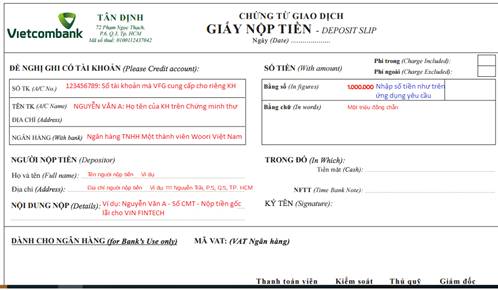 Vietcombank
TÂN ĐỊNH
72 Phạm Ngọc Thạch,
P.6, Q.3, Tp. HCM
Mã số thuế: 0100112437042
CHỨNG TỪ GIAO DỊCH
GIẤY NỘP TIỀN - DEPOSIT SLIP
Ngày (Date) ....................
ĐỀ NGHỊ GHI CÓ TÀI KHOẢN (Please Credit account):
SỐ TK (A/C No.) 123456789: Số tài khoản mà VFG cung cấp cho riêng KH
TÊN TK (A/C Name) NGUYỄN VĂN A: Họ tên của KH trên Chứng minh thư
ĐỊA CHỈ (Address)
NGÂN HÀNG (With bank) Ngân hàng TNHH Một thành viên Woori Việt Nam
SỐ TIỀN (With amount)
Phí trong (Charge Included):
Phí ngoài (Charge Excluded):
Bằng số (In figures) 1.000.000 Nhập số tiền như trên
ứng dụng yêu cầu
Bằng chữ (In words) Một triệu đồng chẵn
NGƯỜI NỘP TIỀN (Depositor)
Họ và tên (Full name): Tên người nộp tiền Ví dụ
Địa chỉ (Address): Địa chỉ người nộp tiền Ví dụ: 111 Nguyễn Trãi, P.5, Q.5, TP. HCM
NỘI DUNG NỘP (Details): Ví dụ: Nguyễn Văn A - Số CMT - Nộp tiền gốc
lãi cho VIN FINTECH
TRONG ĐÓ (In Which):
Tiền mặt (Cash):
NFTT (Time Bank Note):
KÝ TÊN (Signature):
DÀNH CHO NGÂN HÀNG (for Bank's Use only) MÃ VAT: (VAT Ngân hàng)
Thanh toán viên Kiểm soát Thủ quỹ Giám đốc